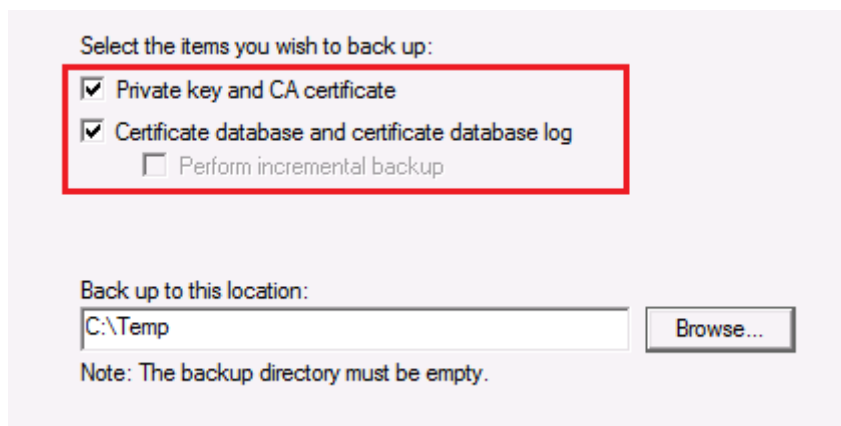 Select the items you wish to back up:
Private key and CA certificate
Certificate database and certificate database log
Perform incremental backup
Back up to this location:
C:\Temp
Browse...
Note: The backup directory must be empty.